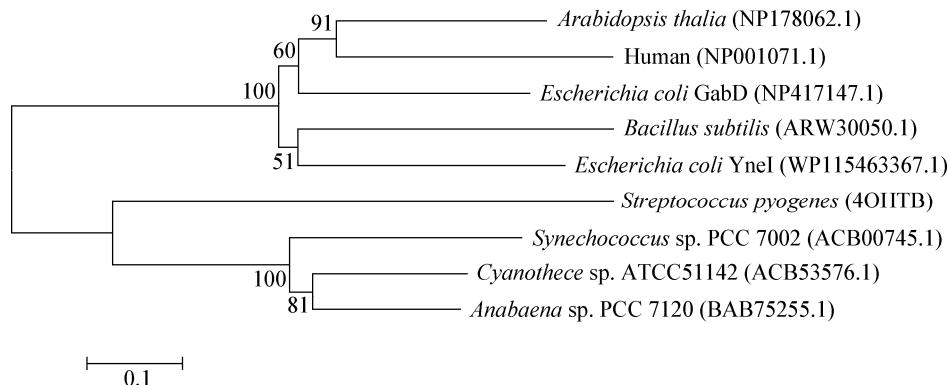 91
Arabidopsis thalia (NP178062.1)
60
Human (NP001071.1)
100
Escherichia coli GabD (NP417147.1)
Bacillus subtilis (ARW30050.1)
51
Escherichia coli YneI (WP115463367.1)
Streptococcus pyogenes (4OHTB)
Synechococcus sp. PCC 7002 (ACB00745.1)
100
Cyanothece sp. ATCC51142 (ACB53576.1)
81
Anabaena sp. PCC 7120 (BAB75255.1)
0.1